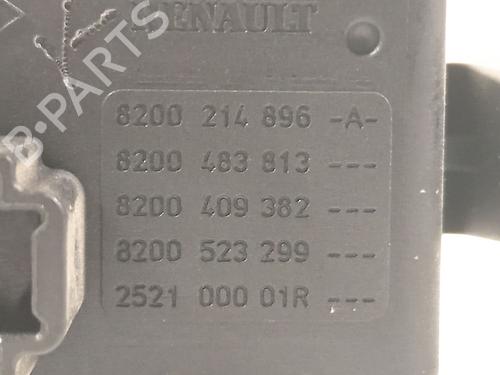 RENAULT
8200 214 896 -A-
8200 483 813 ---
8200 409 382 ---
8200 523 299 ---
2521 000 01R ---
B-PARTS